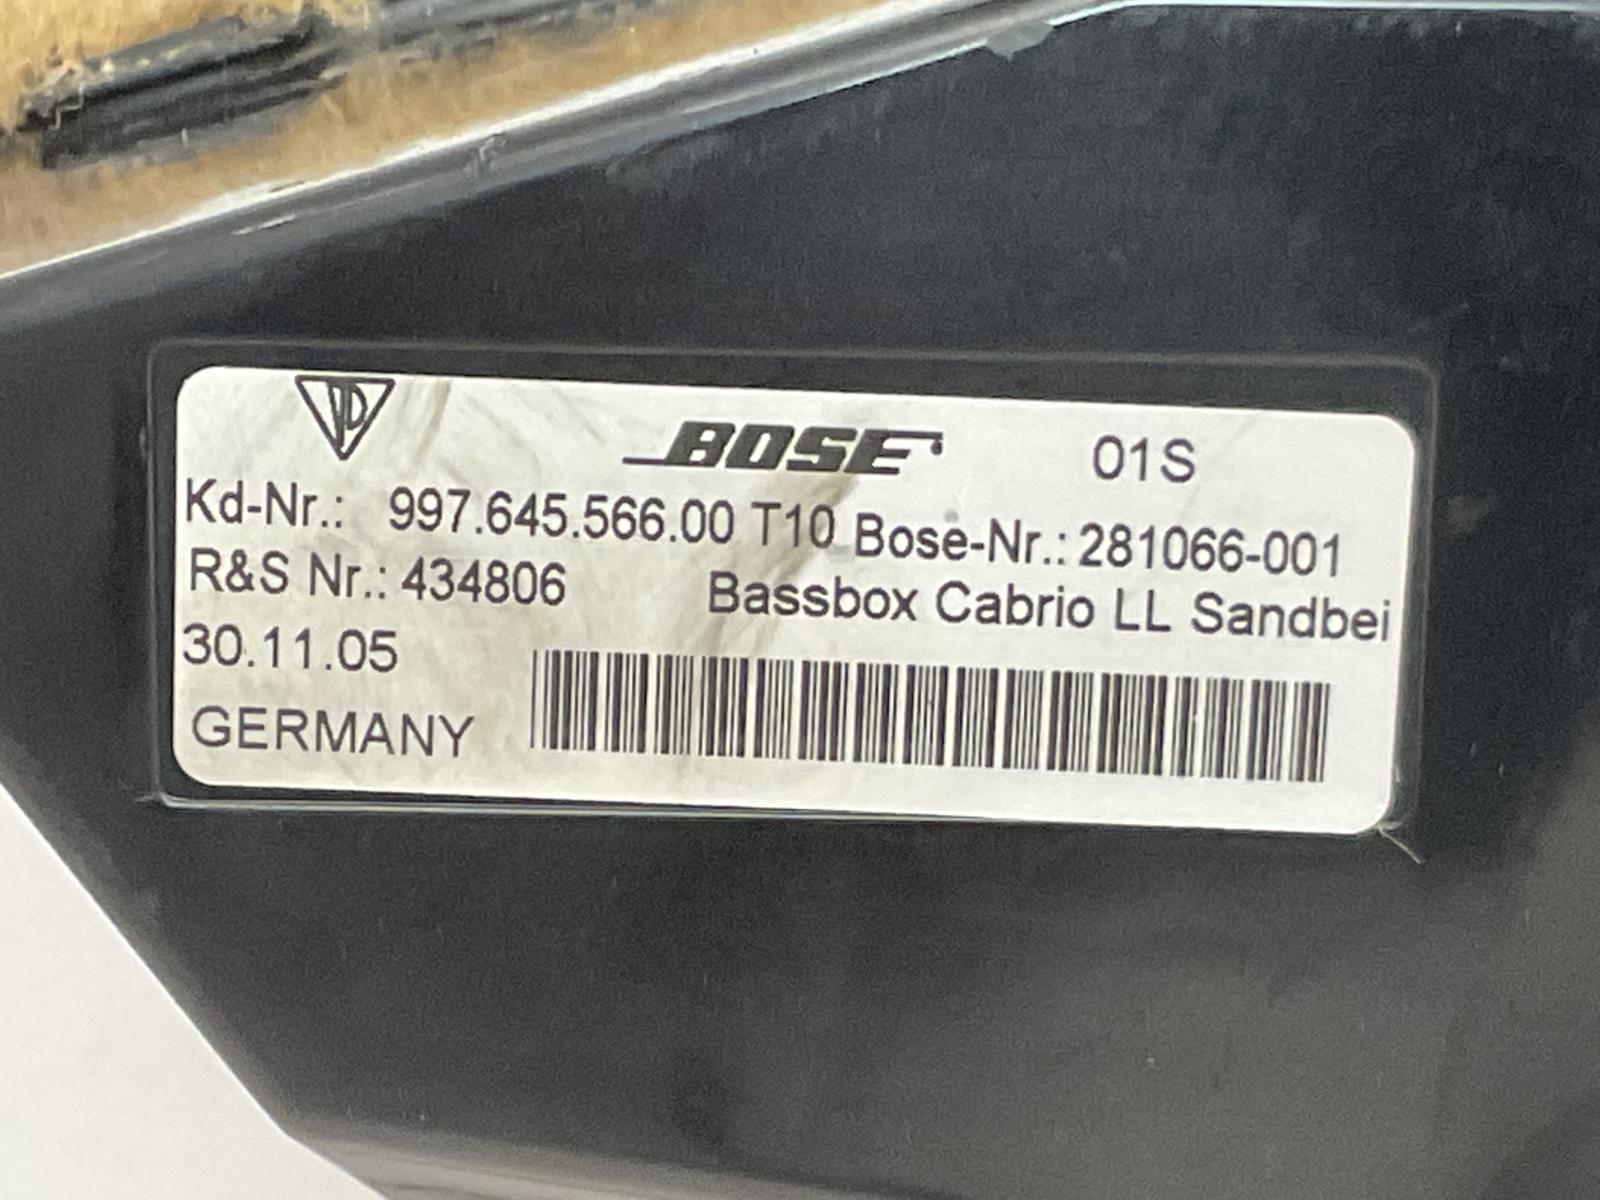 BOSE 01S
Kd-Nr.: 997.645.566.00 T10 Bose-Nr.: 281066-001
R&S Nr.: 434806 Bassbox Cabrio LL Sandbei
30.11.05
GERMANY